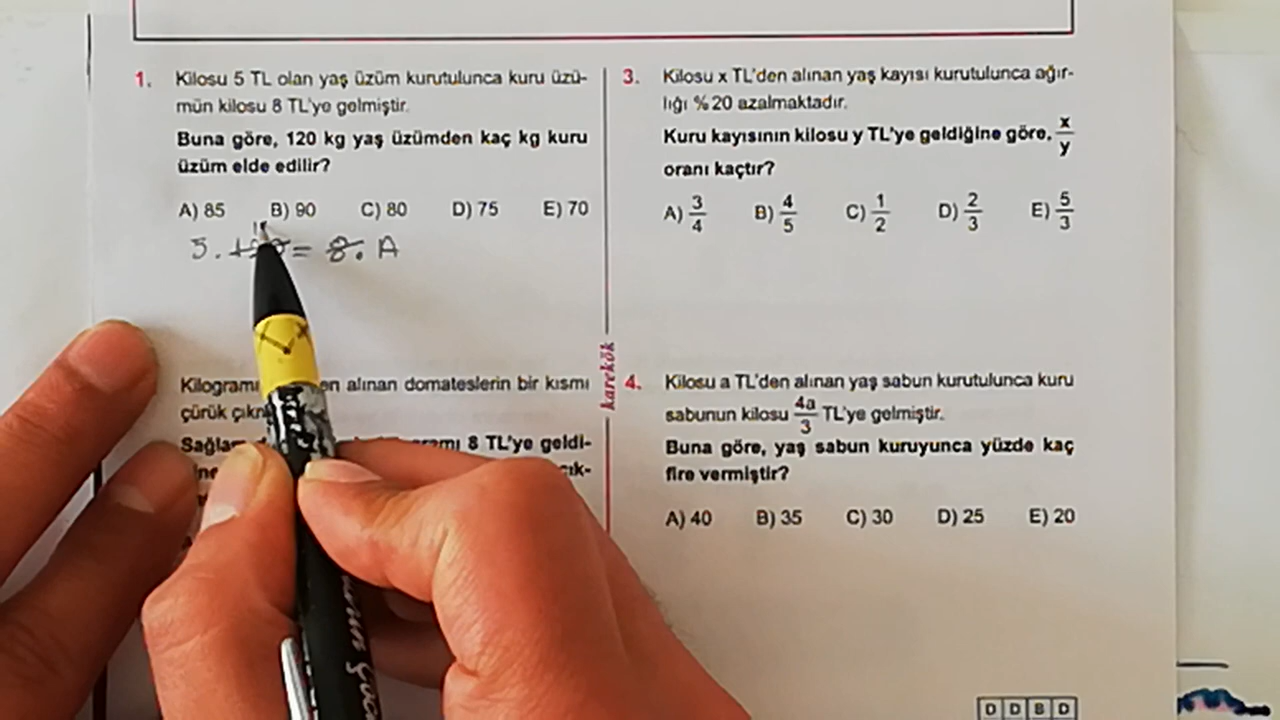 1. Kilosu 5 TL olan yaş üzüm kurutulunca kuru üzü-
mün kilosu 8 TL'ye gelmiştir.
Buna göre, 120 kg yaş üzümden kaç kg kuru
üzüm elde edilir?
A) 85 B) 90 C) 80 D) 75 E) 70
5. = 8. A
Kilogramı en alınan domateslerin bir kısmı
çürük
8 TL'ye geldi-
karekök
3. Kilosu x TL'den alınan yaş kayısı kurutulunca ağır-
lığı %20 azalmaktadır.
Kuru kayısının kilosu y TL'ye geldiğine göre, x/y
oranı kaçtır?
A) 3/4 B) 4/5 C) 1/2 D) 2/3 E) 5/3
4. Kilosu a TL'den alınan yaş sabun kurutulunca kuru
sabunun kilosu 4a/3 TL'ye gelmiştir.
Buna göre, yaş sabun kuruyunca yüzde kaç
fire vermiştir?
A) 40 B) 35 C) 30 D) 25 E) 20
D D B D